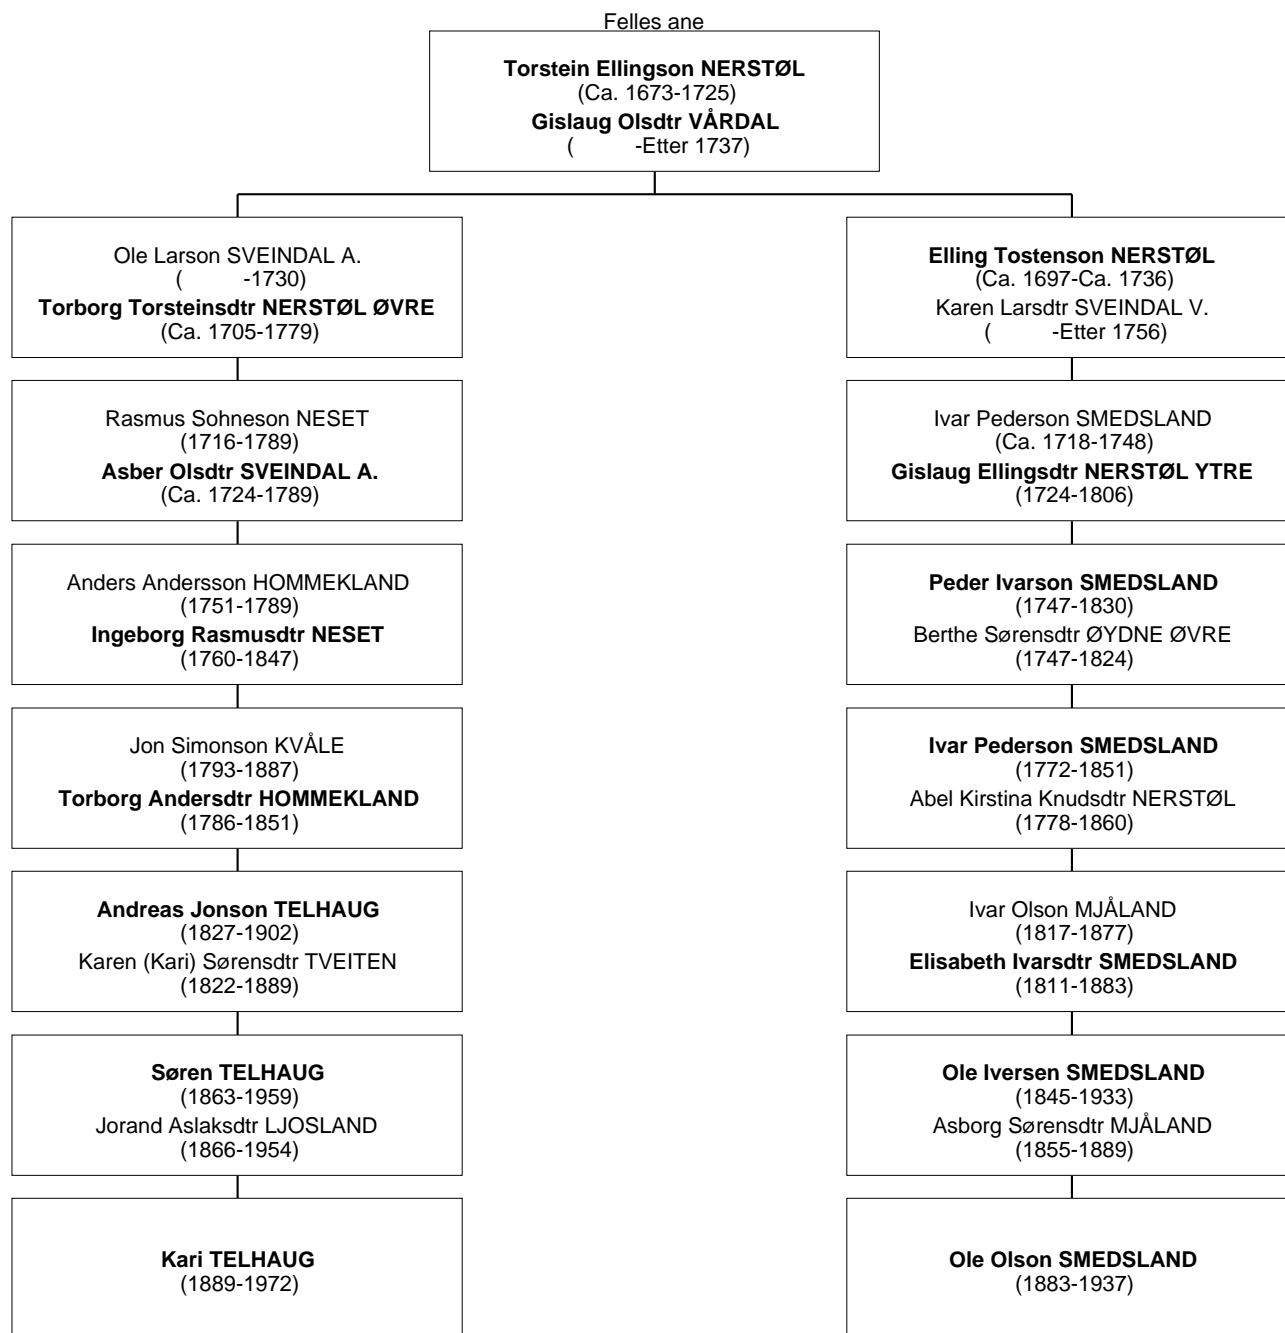 Felles ane
Torstein Ellingson NERSTØL
(Ca. 1673-1725)
Gislaug Olsdtr VÅRDAL
( -Etter 1737)
Ole Larson SVEINDAL A.
( -1730)
Torborg Torsteinsdtr NERSTØL ØVRE
(Ca. 1705-1779)
Rasmus Sohneson NESET
(1716-1789)
Asber Olsdtr SVEINDAL A.
(Ca. 1724-1789)
Anders Andersson HOMMEKLAND
(1751-1789)
Ingeborg Rasmusdtr NESET
(1760-1847)
Jon Simonson KVÅLE
(1793-1887)
Torborg Andersdtr HOMMEKLAND
(1786-1851)
Andreas Jonson TELHAUG
(1827-1902)
Karen (Kari) Sørensdtr TVEITEN
(1822-1889)
Søren TELHAUG
(1863-1959)
Jorand Aslaksdtr LJOSLAND
(1866-1954)
Kari TELHAUG
(1889-1972)
Elling Tostenson NERSTØL
(Ca. 1697-Ca. 1736)
Karen Larsdtr SVEINDAL V.
( -Etter 1756)
Ivar Pederson SMEDSLAND
(Ca. 1718-1748)
Gislaug Ellingsdtr NERSTØL YTRE
(1724-1806)
Peder Ivarson SMEDSLAND
(1747-1830)
Berthe Sørensdtr ØYDNE ØVRE
(1747-1824)
Ivar Pederson SMEDSLAND
(1772-1851)
Abel Kirstina Knudsdtr NERSTØL
(1778-1860)
Ivar Olson MJÅLAND
(1817-1877)
Elisabeth Ivarsdtr SMEDSLAND
(1811-1883)
Ole Iversen SMEDSLAND
(1845-1933)
Asborg Sørensdtr MJÅLAND
(1855-1889)
Ole Olson SMEDSLAND
(1883-1937)